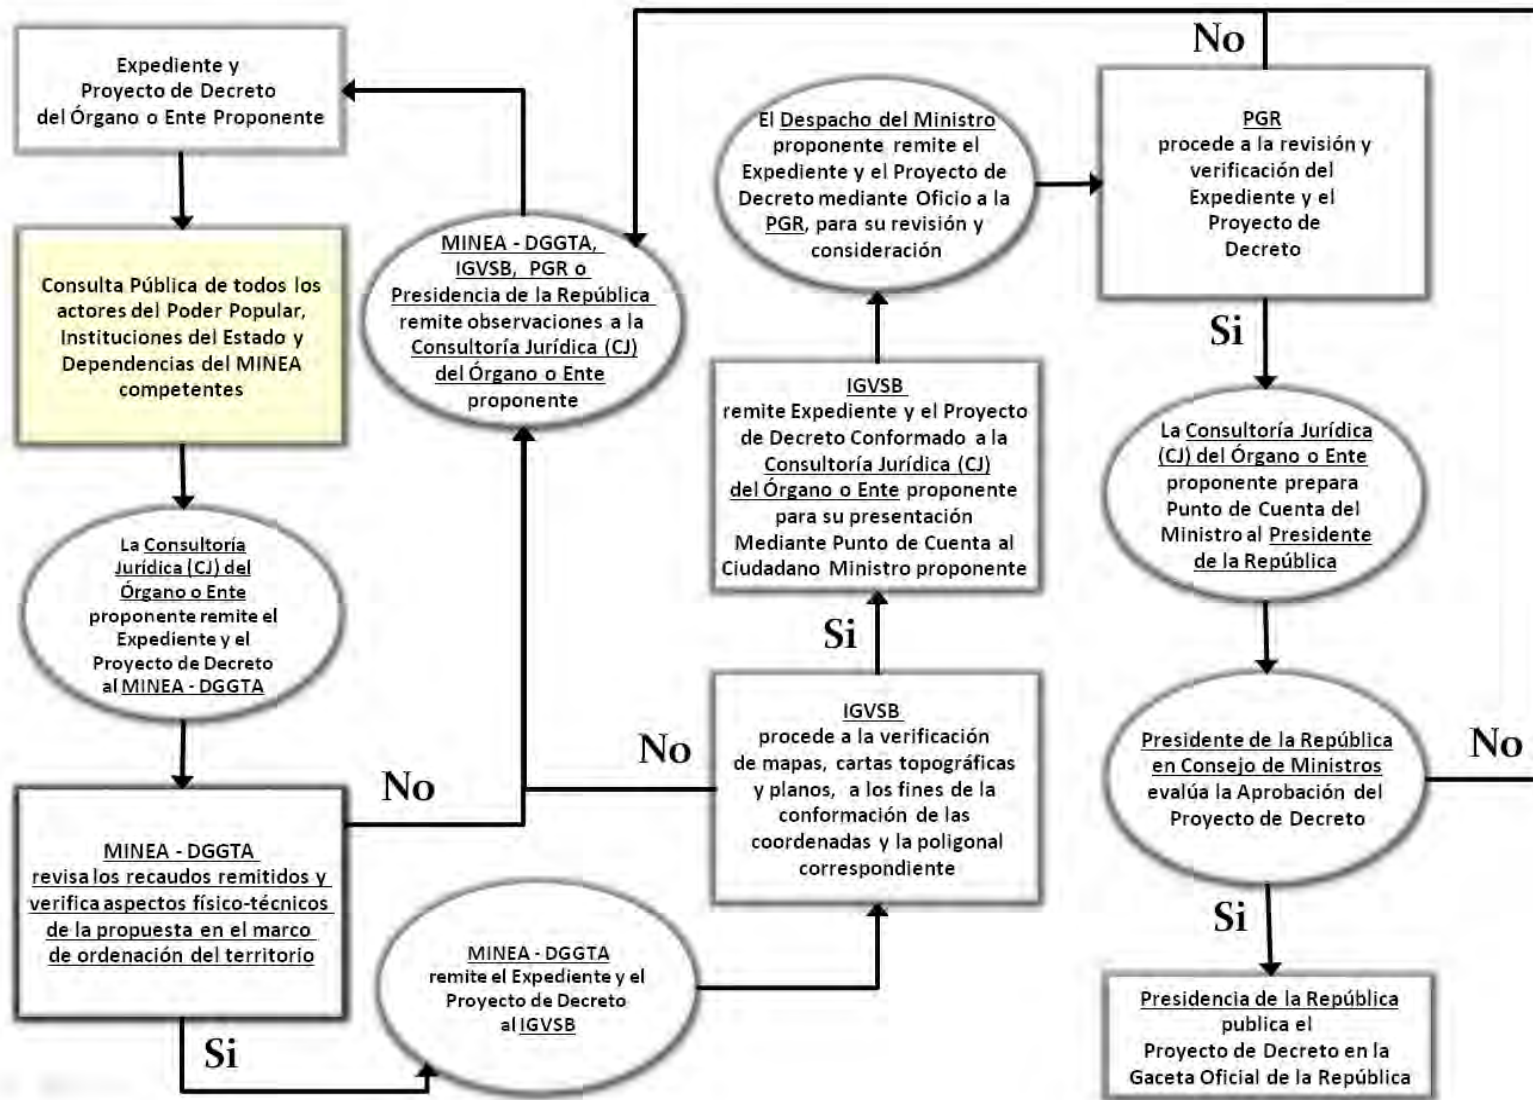 Expediente y
Proyecto de Decreto
del Órgano o Ente Proponente
Consulta Pública de todos los
actores del Poder Popular,
Instituciones del Estado y
Dependencias del MINEA
competentes
La Consultoría
Jurídica (CJ) del
Órgano o Ente
proponente remite el
Expediente y el
Proyecto de Decreto
al MINEA - DGGTA
MINEA - DGGTA
revisa los recaudos remitidos y
verifica aspectos físico-técnicos
de la propuesta en el marco
de ordenación del territorio
No
Si
MINEA - DGGTA,
IGVSB, PGR o
Presidencia de la República
remite observaciones a la
Consultoría Jurídica (CJ)
del Órgano o Ente
proponente
MINEA - DGGTA
remite el Expediente y el
Proyecto de Decreto
al IGVSB
IGVSB
procede a la verificación
de mapas, cartas topográficas
y planos, a los fines de la
conformación de las
coordenadas y la poligonal
correspondiente
No
Si
IGVSB
remite Expediente y el Proyecto
de Decreto Conformado a la
Consultoría Jurídica (CJ)
del Órgano o Ente proponente
para su presentación
Mediante Punto de Cuenta al
Ciudadano Ministro proponente
El Despacho del Ministro
proponente remite el
Expediente y el Proyecto de
Decreto mediante Oficio a la
PGR, para su revisión y
consideración
No
PGR
procede a la revisión y
verificación del
Expediente y el
Proyecto de
Decreto
Si
La Consultoría Jurídica
(CJ) del Órgano o Ente
proponente prepara
Punto de Cuenta del
Ministro al Presidente
de la República
Presidente de la República
en Consejo de Ministros
evalúa la Aprobación del
Proyecto de Decreto
No
Si
Presidencia de la República
publica el
Proyecto de Decreto en la
Gaceta Oficial de la República